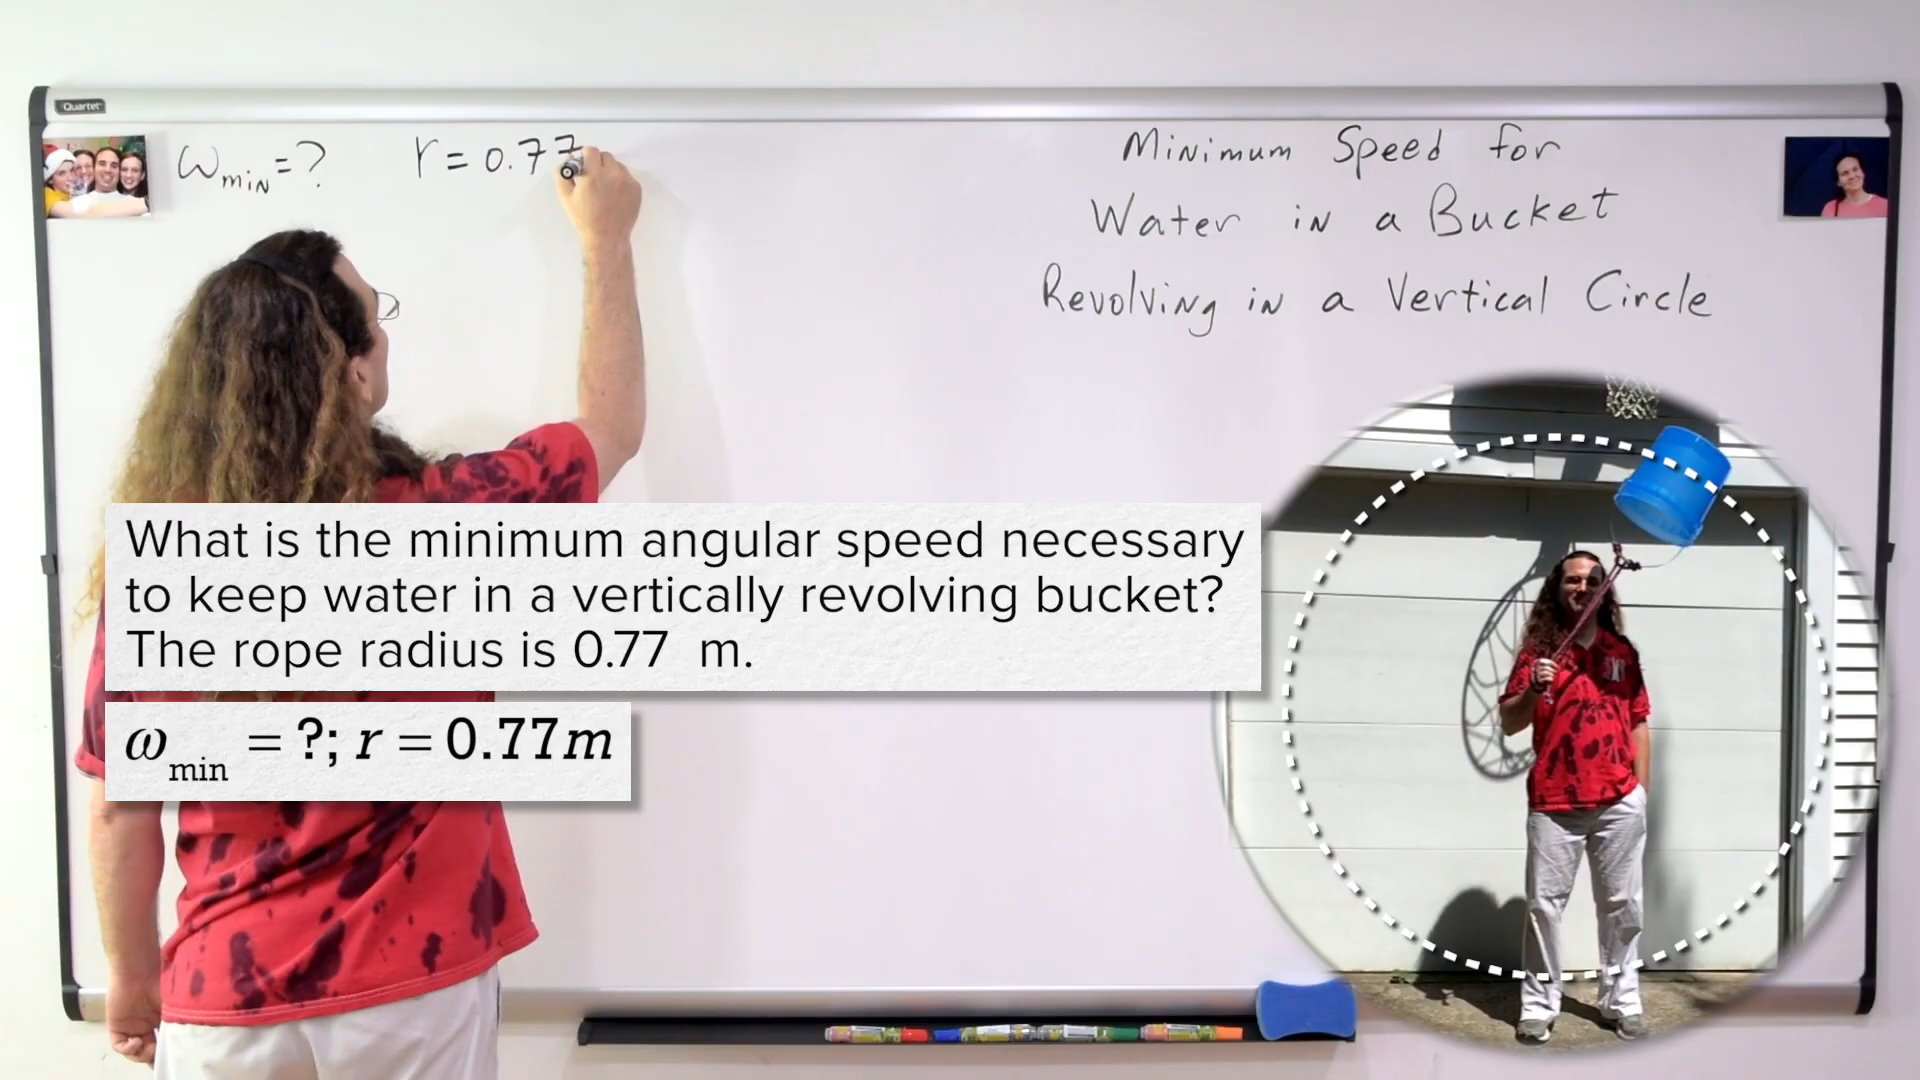 Quartet
ωmin = ? r = 0.77
Minimum Speed for
Water in a Bucket
Revolving in a Vertical Circle
What is the minimum angular speed necessary
to keep water in a vertically revolving bucket?
The rope radius is 0.77 m.
ωmin = ?; r = 0.77m